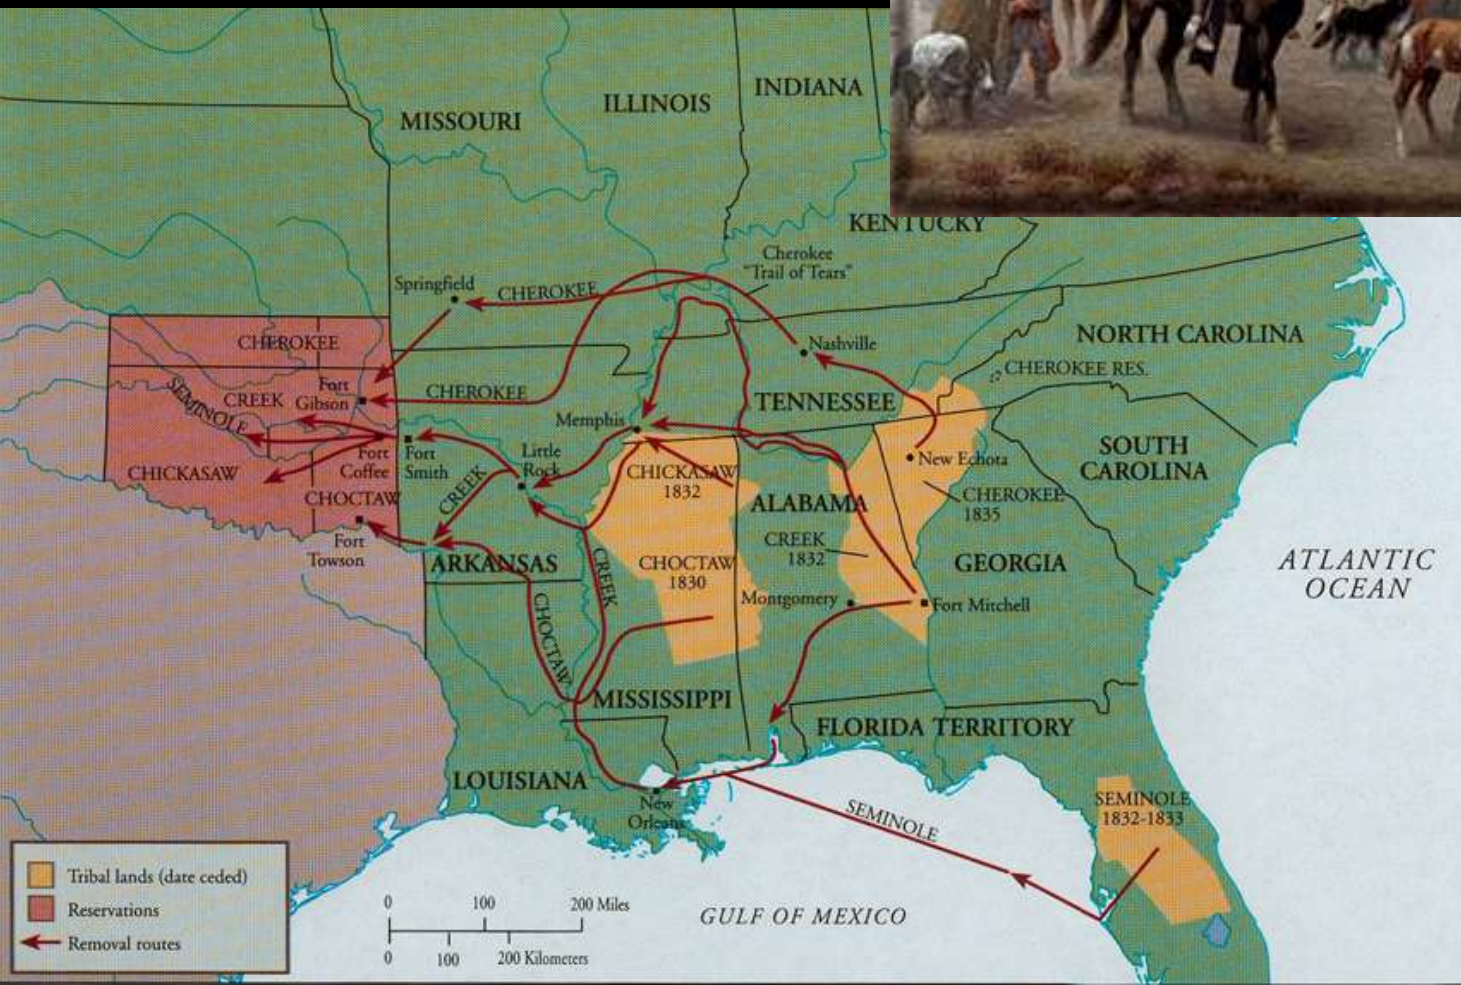 MISSOURI
ILLINOIS
INDIANA
KENTUCKY
Cherokee
"Trail of Tears"
Springfield
CHEROKEE
NORTH CAROLINA
CHEROKEE
Nashville
CHEROKEE RES.
SEMINOLE
CREEK
Fort
Gibson
CHEROKEE
TENNESSEE
Memphis
Fort
Coffee
Fort
Smith
Little
Rock
CHICKASAW
CHICKASAW
1832
New Echota
SOUTH
CAROLINA
CHOCTAW
CREEK
ALABAMA
CHEROKEE
1835
Fort
Towson
ARKANSAS
CREEK
1832
GEORGIA
ATLANTIC
OCEAN
CHOCTAW
1830
CREEK
CHOCTAW
Montgomery
Fort Mitchell
MISSISSIPPI
FLORIDA TERRITORY
LOUISIANA
New
Orleans
SEMINOLE
SEMINOLE
1832-1833
Tribal lands (date ceded)
Reservations
Removal routes
0 100 200 Miles
0 100 200 Kilometers
GULF OF MEXICO